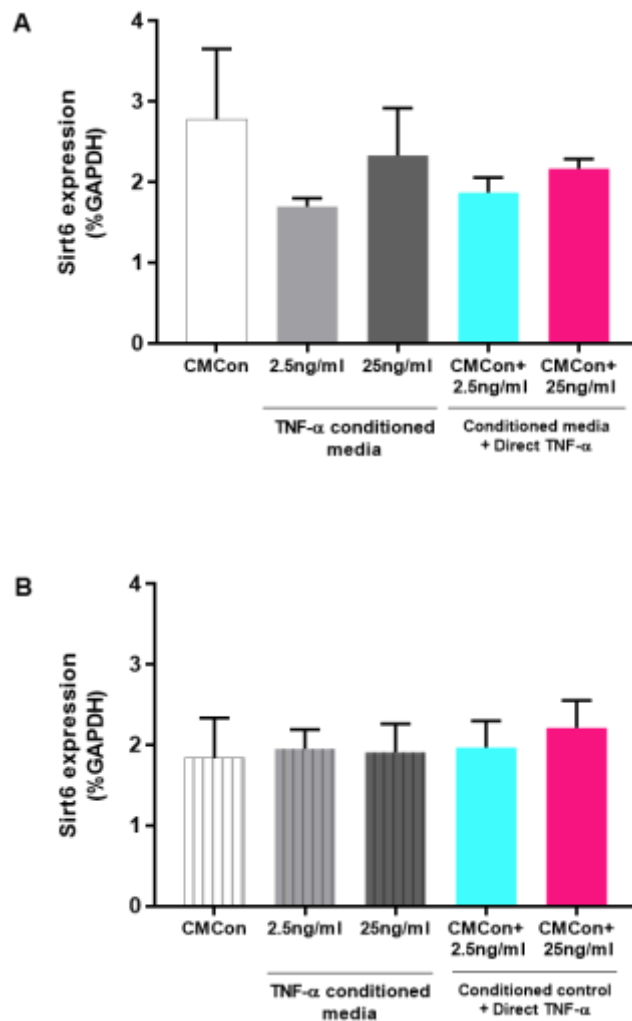 A
Sirt6 expression
(%GAPDH)
4
3
2
1
0
CMCon
2.5ng/ml
25ng/ml
CMCon+
2.5ng/ml
CMCon+
25ng/ml
TNF-α conditioned
media
Conditioned media
+ Direct TNF-α
B
Sirt6 expression
(%GAPDH)
4
3
2
1
0
CMCon
2.5ng/ml
25ng/ml
CMCon+
2.5ng/ml
CMCon+
25ng/ml
TNF-α conditioned
media
Conditioned control
+ Direct TNF-α